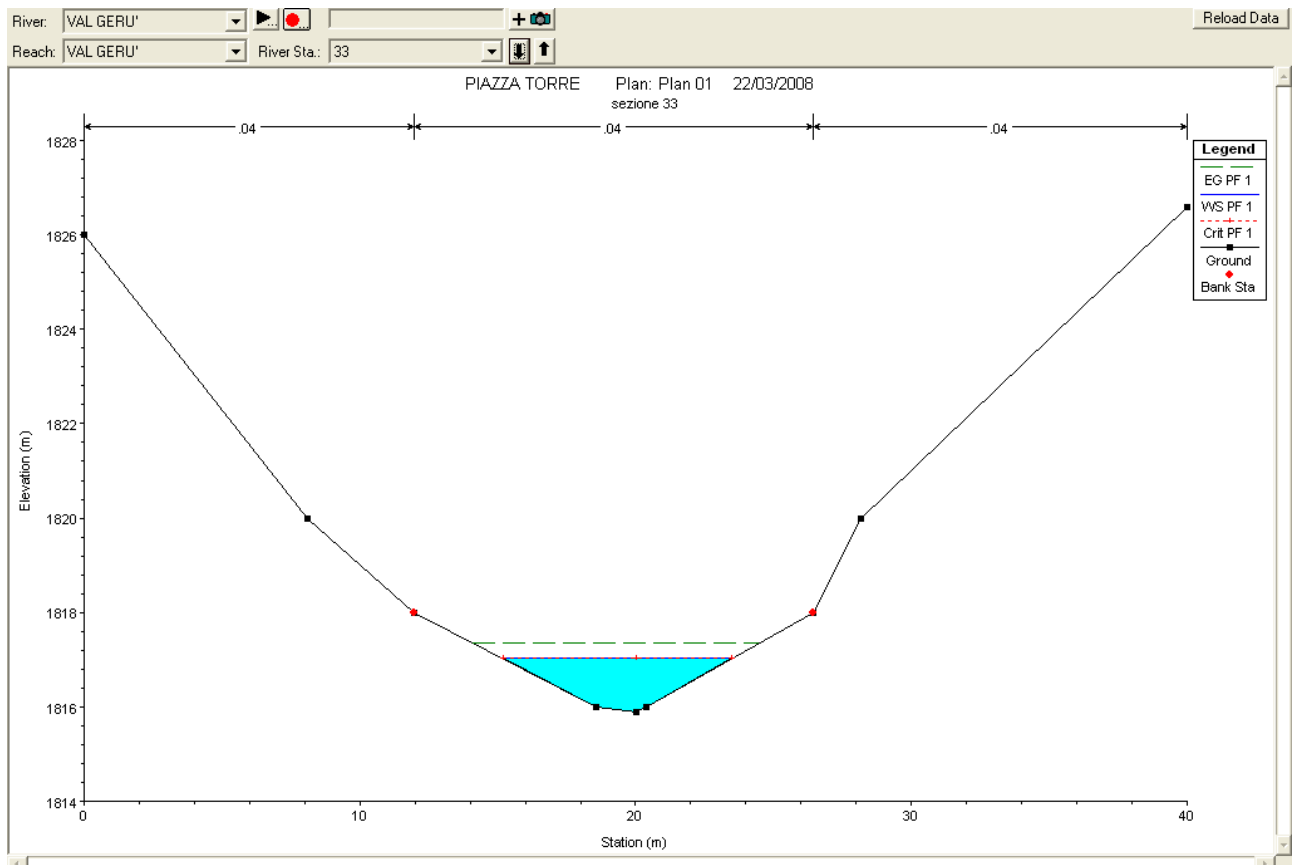 River: VAL GERU' ... ... + Reload Data
Reach: VAL GERU' River Sta.: 33
PIAZZA TORRE Plan: Plan 01 22/03/2008
sezione 33
.04 .04 .04
Legend
EG PF 1
WS PF 1
Crit PF 1
Ground
Bank Sta
1828
1826
1824
1822
1820
1818
1816
1814
Elevation (m)
0 10 20 30 40
Station (m)